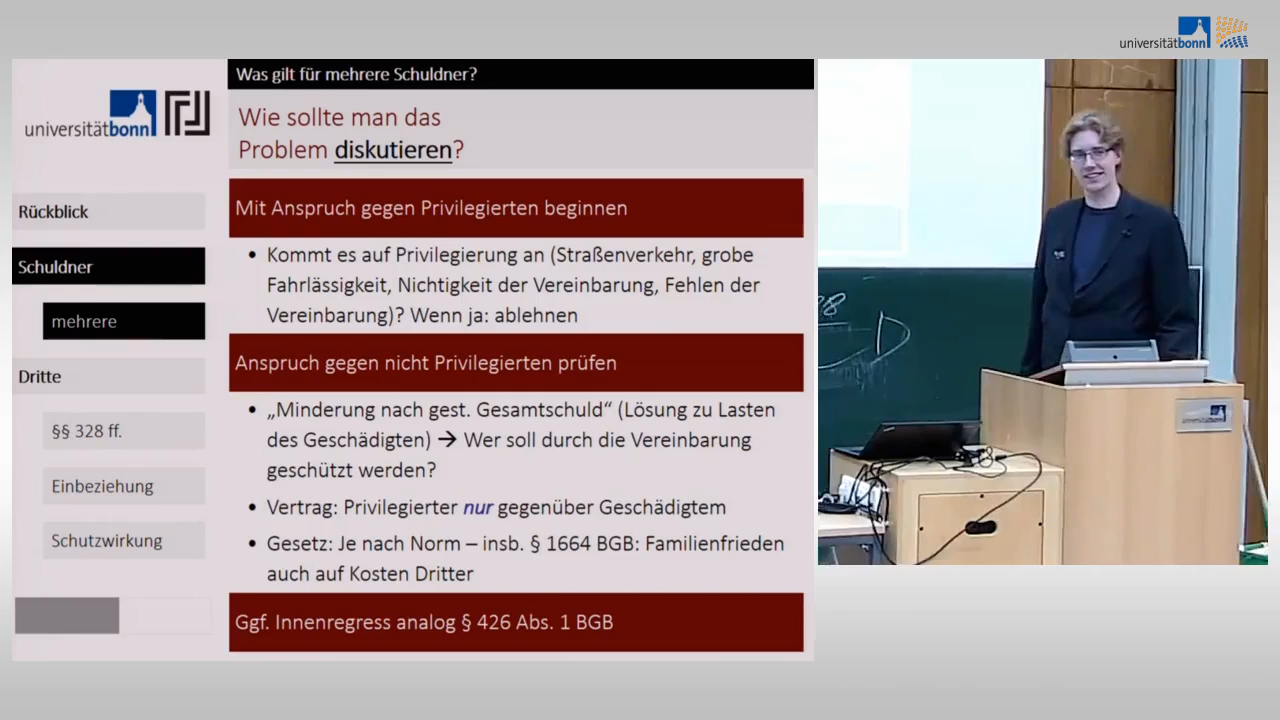 universitätbonn
Was gilt für mehrere Schuldner?
universitätbonn
Wie sollte man das
Problem diskutieren?
Rückblick
Schuldner
mehrere
Dritte
§§ 328 ff.
Einbeziehung
Schutzwirkung
Mit Anspruch gegen Privilegierten beginnen
• Kommt es auf Privilegierung an (Straßenverkehr, grobe
Fahrlässigkeit, Nichtigkeit der Vereinbarung, Fehlen der
Vereinbarung)? Wenn ja: ablehnen
Anspruch gegen nicht Privilegierten prüfen
• „Minderung nach gest. Gesamtschuld“ (Lösung zu Lasten
des Geschädigten) → Wer soll durch die Vereinbarung
geschützt werden?
• Vertrag: Privilegierter nur gegenüber Geschädigtem
• Gesetz: Je nach Norm – insb. § 1664 BGB: Familienfrieden
auch auf Kosten Dritter
Ggf. Innenregress analog § 426 Abs. 1 BGB